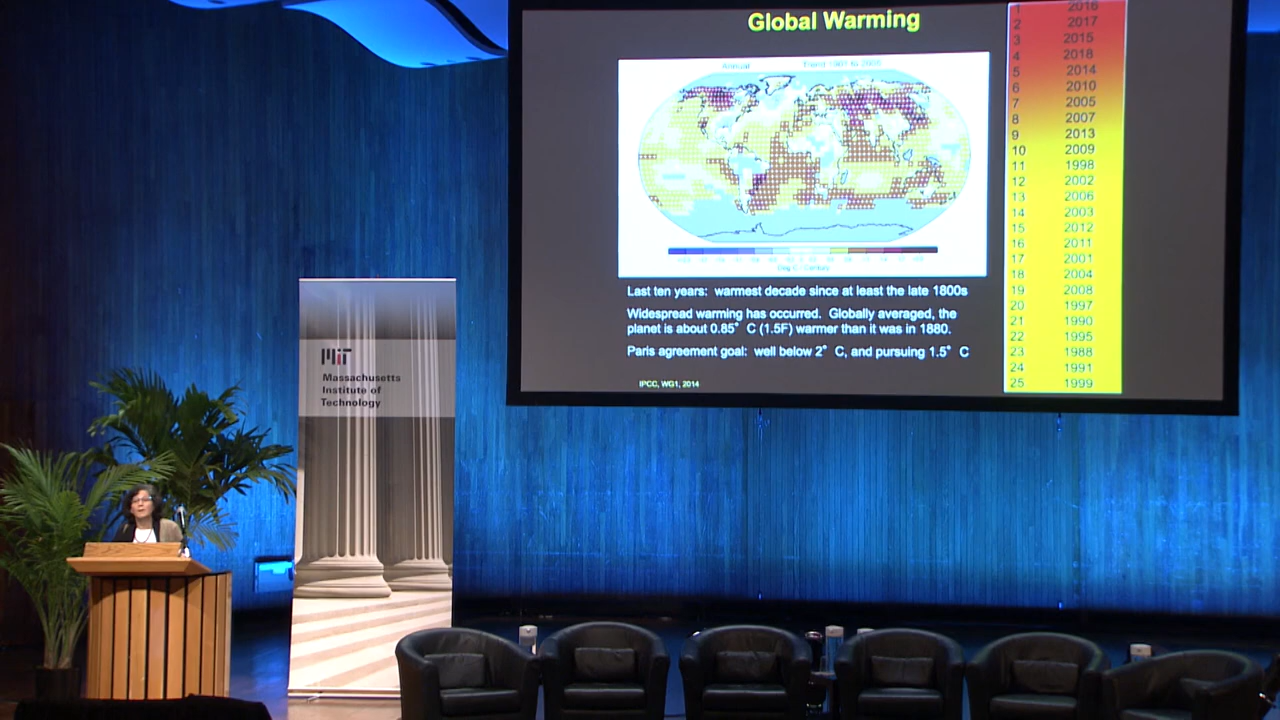 Global Warming
Annual
Last ten years: warmest decade since at least the late 1800s
Widespread warming has occurred. Globally averaged, the
planet is about 0.85° C (1.5F) warmer than it was in 1880.
Paris agreement goal: well below 2° C, and pursuing 1.5° C
IPCC, WG1, 2014
1 2016
2 2017
3 2015
4 2018
5 2014
6 2010
7 2005
8 2007
9 2013
10 2009
11 1998
12 2002
13 2006
14 2003
15 2012
16 2011
17 2001
18 2004
19 2008
20 1997
21 1990
22 1995
23 1988
24 1991
25 1999
MIT
Massachusetts
Institute of
Technology